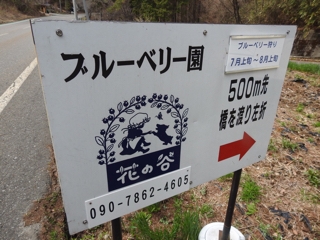 ブルーベリー園
ブルーベリー狩り
7月上旬〜8月上旬
500m先
橋を渡り左折
花の谷
090-7862-4605